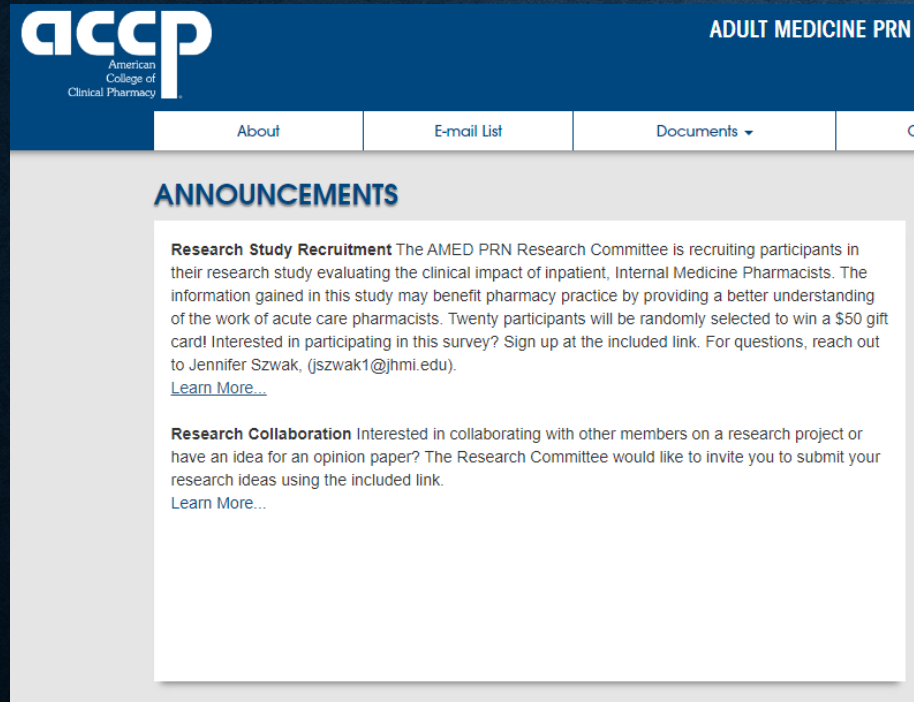 accp
American
College of
Clinical Pharmacy
ADULT MEDICINE PRN
About
E-mail List
Documents
ANNOUNCEMENTS
Research Study Recruitment The AMED PRN Research Committee is recruiting participants in
their research study evaluating the clinical impact of inpatient, Internal Medicine Pharmacists. The
information gained in this study may benefit pharmacy practice by providing a better understanding
of the work of acute care pharmacists. Twenty participants will be randomly selected to win a $50 gift
card! Interested in participating in this survey? Sign up at the included link. For questions, reach out
to Jennifer Szwak, (jszwak1@jhmi.edu).
Learn More...
Research Collaboration Interested in collaborating with other members on a research project or
have an idea for an opinion paper? The Research Committee would like to invite you to submit your
research ideas using the included link.
Learn More...